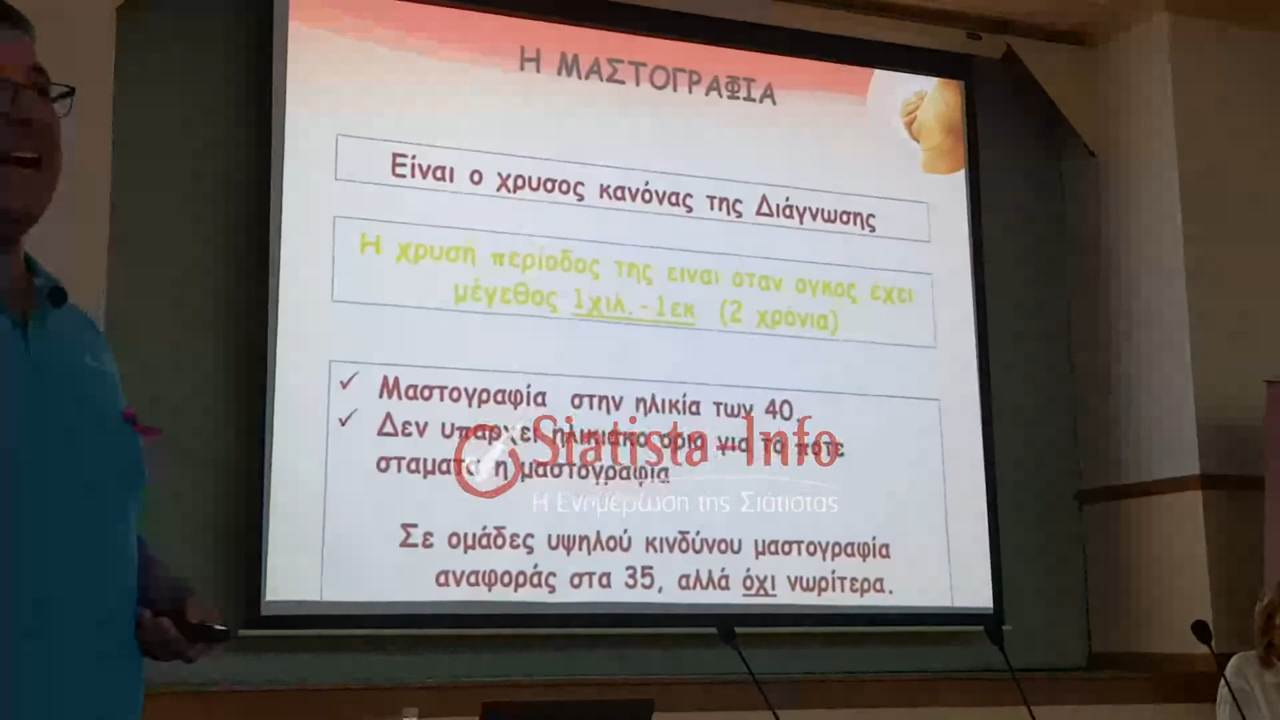 Η ΜΑΣΤΟΓΡΑΦΙΑ
Είναι ο χρυσος κανόνας της Διάγνωσης
Η χρυση περίοδος της ειναι οταν ογκος έχει
μέγεθος 1χιλ. - 1εκ (2 χρόνια)
✓ Μαστογραφία στην ηλικία των 40.
✓ Δεν υπαρχει ηλικιακο οριο για το ποτε
σταματα η μαστογραφια
Siatista-Info
Η Ενημέρωση της Σιάτιστας
Σε ομάδες υψηλού κινδύνου μαστογραφία
αναφοράς στα 35, αλλά όχι νωρίτερα.